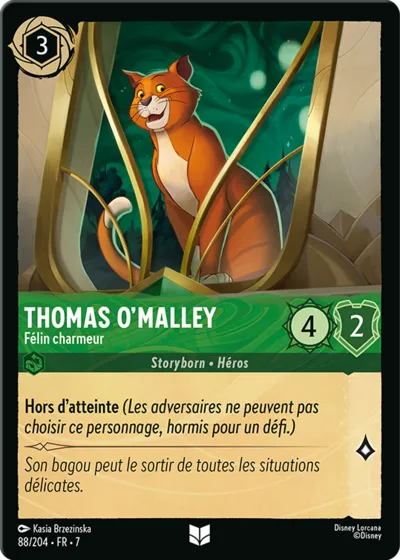 3
THOMAS O’MALLEY
Félin charmeur
4
2
Storyborn • Héros
Hors d’atteinte (Les adversaires ne peuvent pas
choisir ce personnage, hormis pour un défi.)
Son bagou peut le sortir de toutes les situations
délicates.
Kasia Brzezinska
88/204 • FR • 7
Disney Lorcana
©Disney